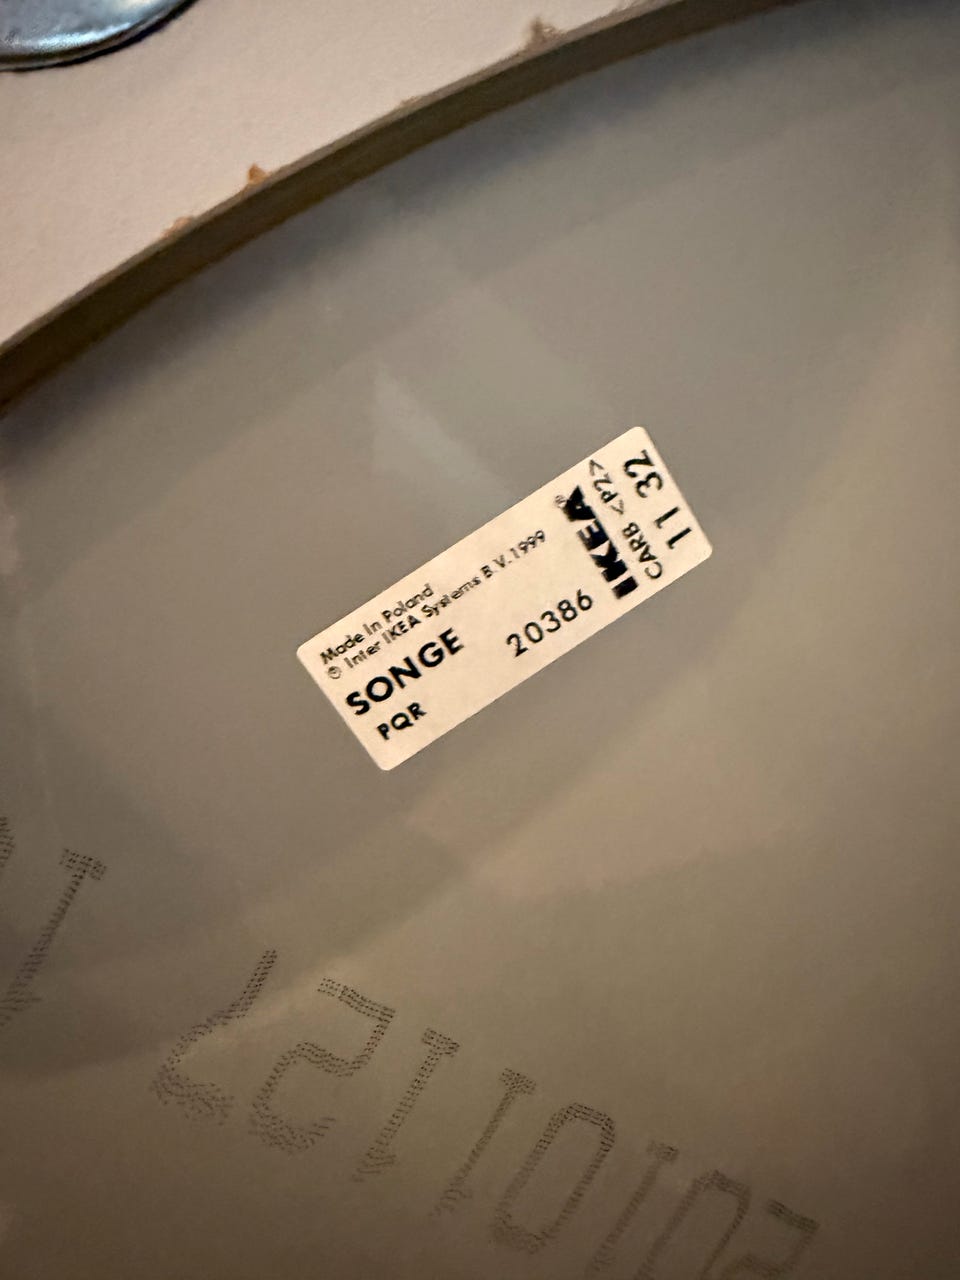 Made In Poland
© Inter IKEA Systems B.V. 1999
SONGE
PQR
20386
IKEA®
CARB <P2>
11 32